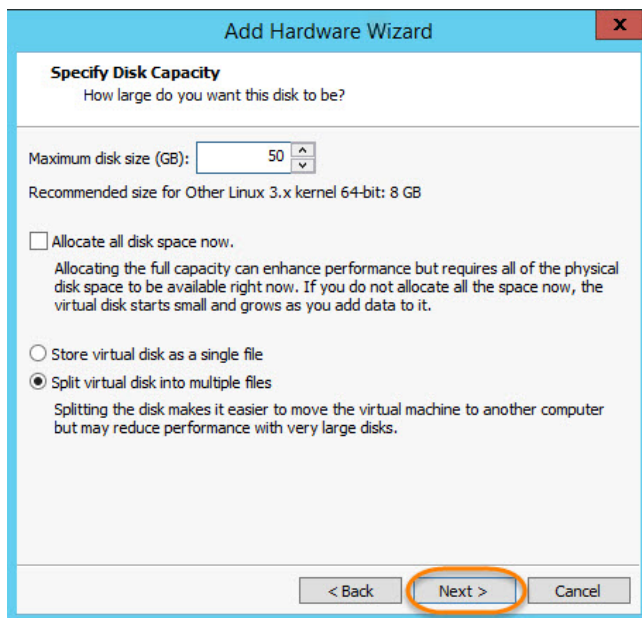 Add Hardware Wizard
x
Specify Disk Capacity
How large do you want this disk to be?
Maximum disk size (GB): 50
Recommended size for Other Linux 3.x kernel 64-bit: 8 GB
Allocate all disk space now.
Allocating the full capacity can enhance performance but requires all of the physical
disk space to be available right now. If you do not allocate all the space now, the
virtual disk starts small and grows as you add data to it.
Store virtual disk as a single file
Split virtual disk into multiple files
Splitting the disk makes it easier to move the virtual machine to another computer
but may reduce performance with very large disks.
< Back Next > Cancel